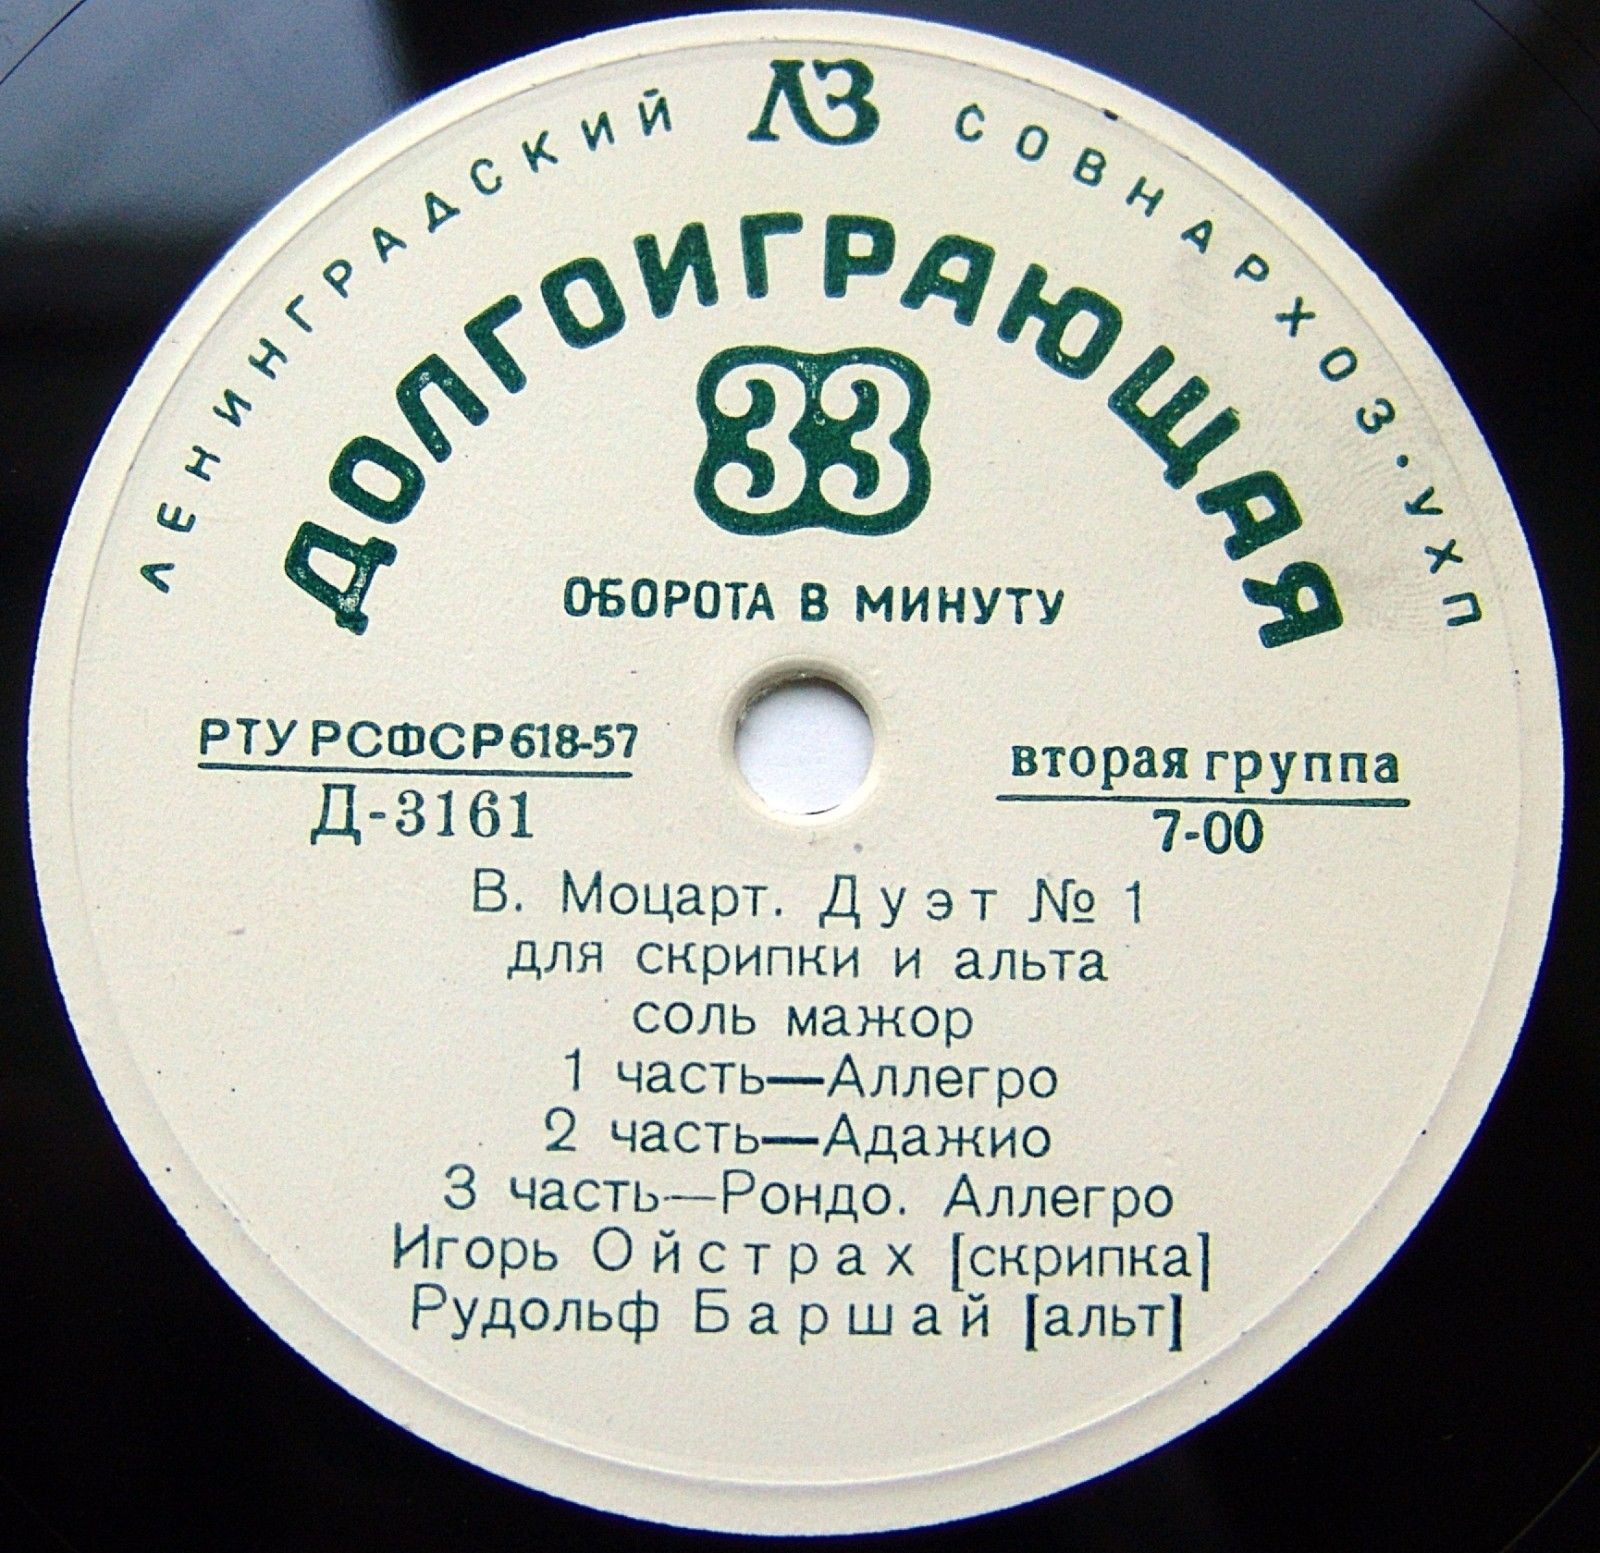 ЛЕНИНГРАДСКИЙ ЛЗ СОВНАРХОЗ · УХП
ДОЛГОИГРАЮЩАЯ
33
ОБОРОТА В МИНУТУ
РТУ РСФСР 618-57
Д-3161
вторая группа
7-00
В. Моцарт. Дуэт № 1
для скрипки и альта
соль мажор
1 часть—Аллегро
2 часть—Адажио
3 часть—Рондо. Аллегро
Игорь Ойстрах [скрипка]
Рудольф Баршай [альт]